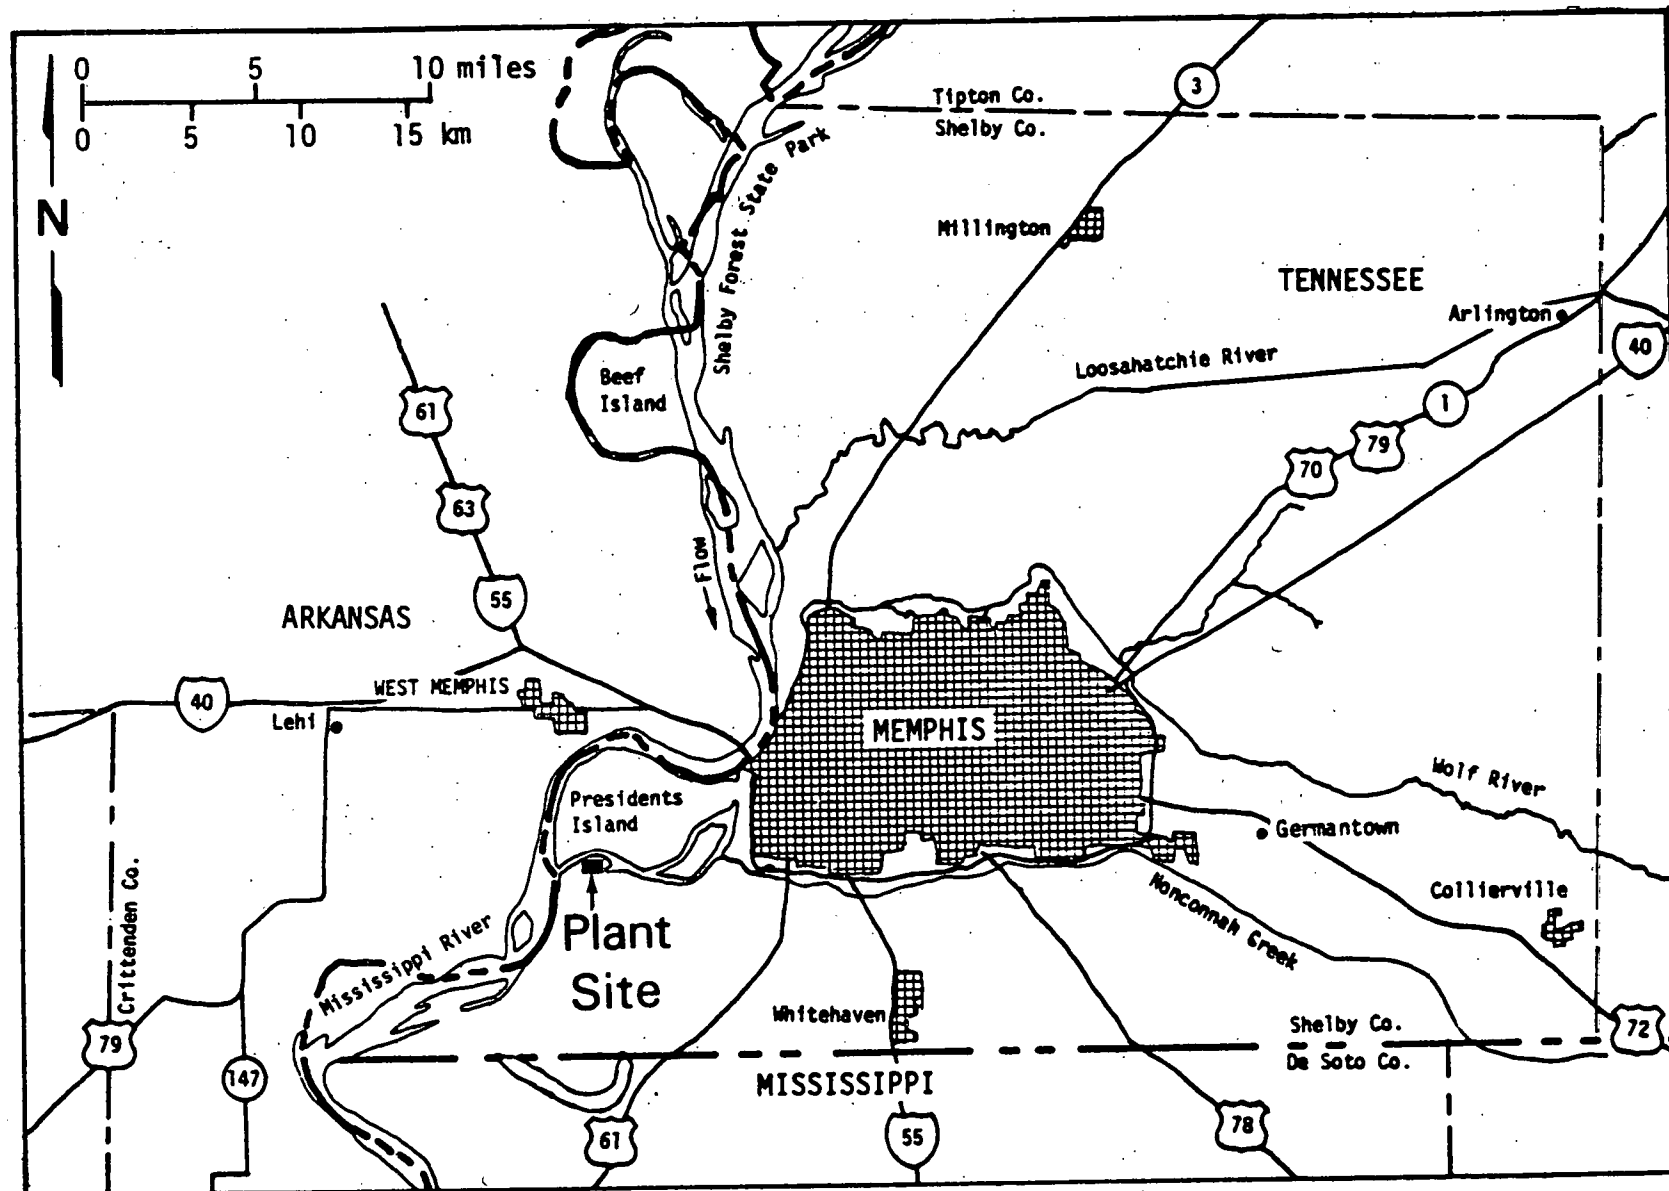 0 5 10 miles
0 5 10 15 km
N
3
Tipton Co.
Shelby Co.
Shelby Forest State Park
Millington
TENNESSEE
Arlington
40
Loosahatchie River
Beef
Island
61
1
79
70
63
Flow
55
ARKANSAS
WEST MEMPHIS
40
Lehi
MEMPHIS
Wolf River
Presidents
Island
Germantown
Crittenden Co.
Collierville
Nonconnah Creek
Mississippi River
Plant
Site
Whitehaven
Shelby Co.
De Soto Co.
72
79
147
MISSISSIPPI
61
55
78